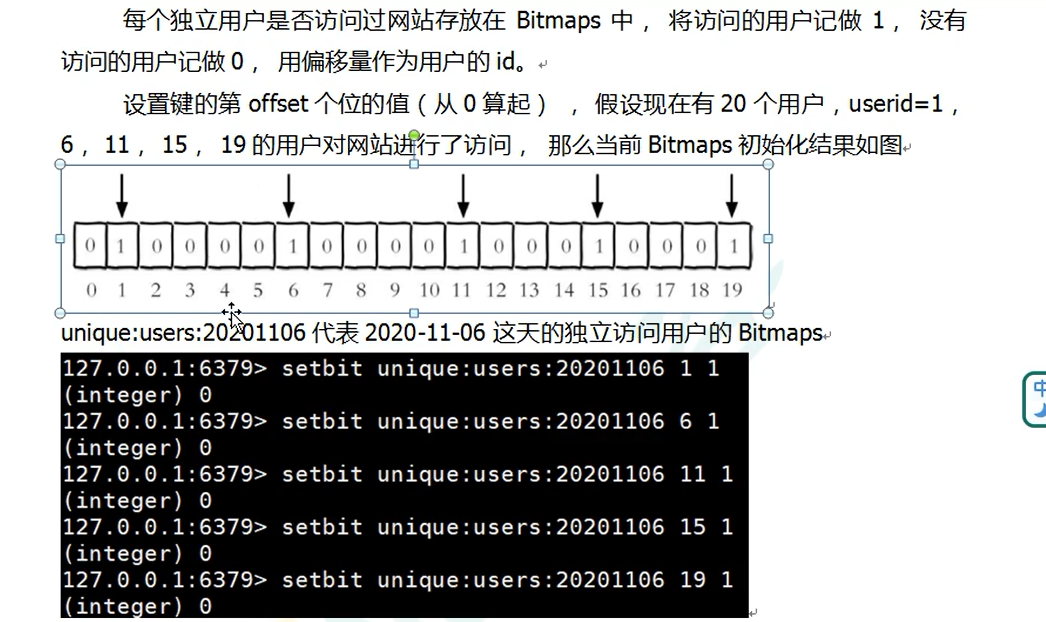 每个独立用户是否访问过网站存放在 Bitmaps 中， 将访问的用户记做 1， 没有
访问的用户记做 0， 用偏移量作为用户的 id。
设置键的第 offset 个位的值（从 0 算起） ， 假设现在有 20 个用户，userid=1，
6， 11， 15， 19 的用户对网站进行了访问， 那么当前 Bitmaps 初始化结果如图
0 1 0 0 0 0 1 0 0 0 0 1 0 0 0 1 0 0 0 1
0 1 2 3 4 5 6 7 8 9 10 11 12 13 14 15 16 17 18 19
unique:users:20201106 代表 2020-11-06 这天的独立访问用户的 Bitmaps
127.0.0.1:6379> setbit unique:users:20201106 1 1
(integer) 0
127.0.0.1:6379> setbit unique:users:20201106 6 1
(integer) 0
127.0.0.1:6379> setbit unique:users:20201106 11 1
(integer) 0
127.0.0.1:6379> setbit unique:users:20201106 15 1
(integer) 0
127.0.0.1:6379> setbit unique:users:20201106 19 1
(integer) 0